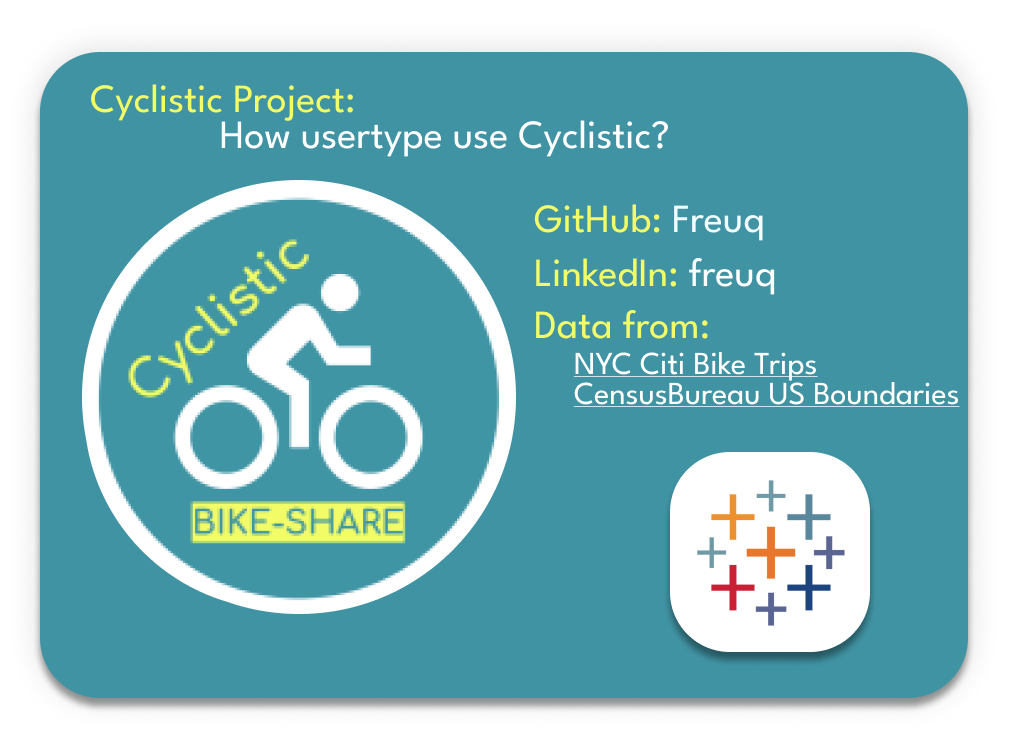 Cyclistic Project:
How usertype use Cyclistic?
Cyclistic
BIKE-SHARE
GitHub: Freuq
LinkedIn: freuq
Data from:
NYC Citi Bike Trips
CensusBureau US Boundaries